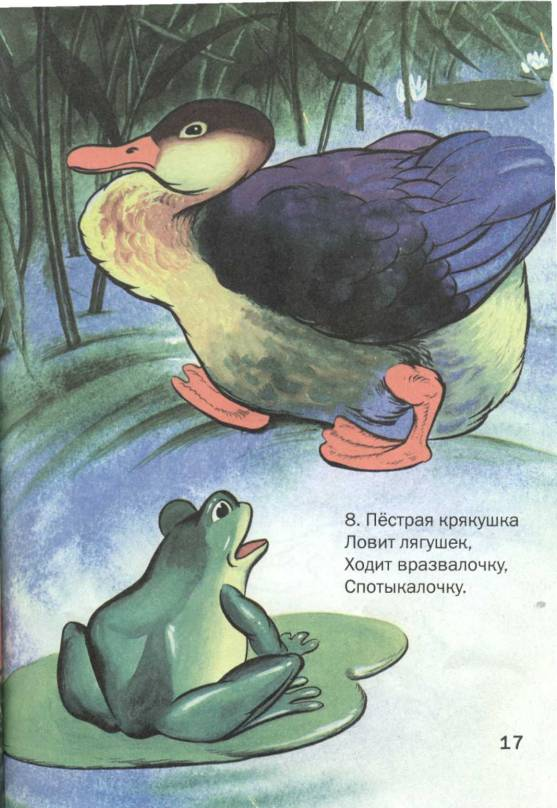 8. Пёстрая крякушка
Ловит лягушек,
Ходит вразвалочку,
Спотыкалочку.
17